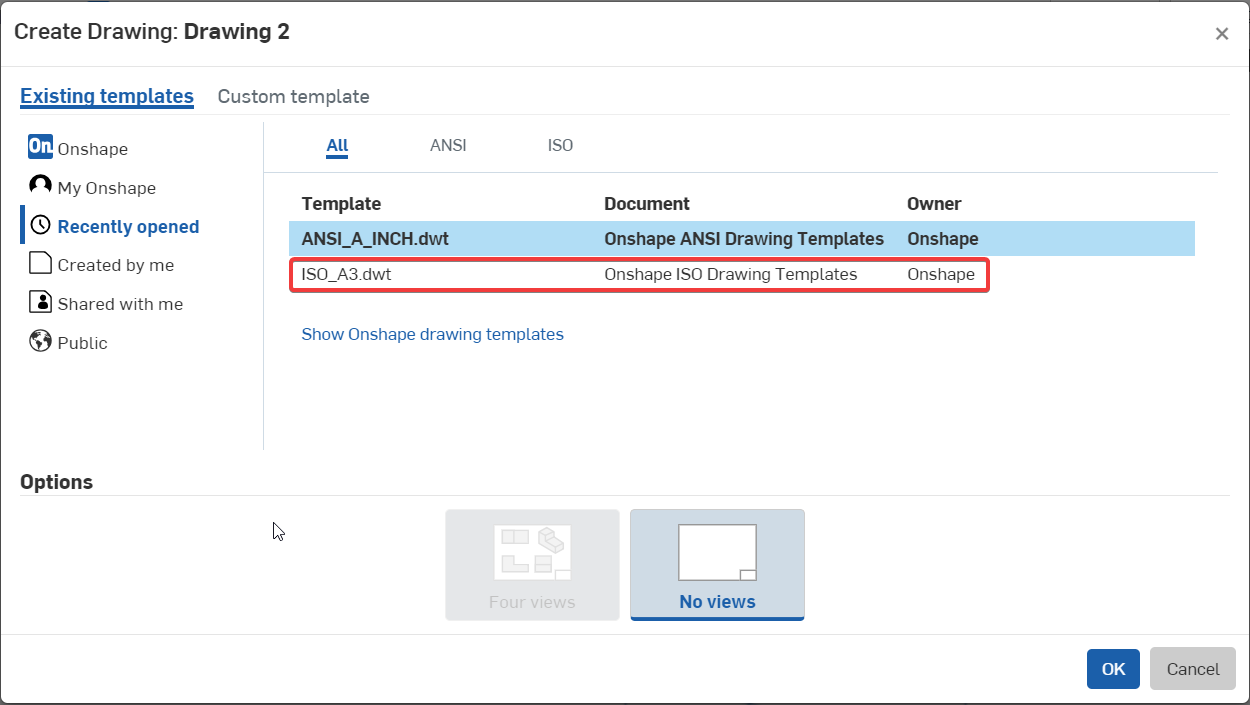 Create Drawing: Drawing 2
×
Existing templates Custom template
On Onshape
My Onshape
Recently opened
Created by me
Shared with me
Public
All ANSI ISO
Template Document Owner
ANSI_A_INCH.dwt Onshape ANSI Drawing Templates Onshape
ISO_A3.dwt Onshape ISO Drawing Templates Onshape
Show Onshape drawing templates
Options
Four views No views
OK Cancel